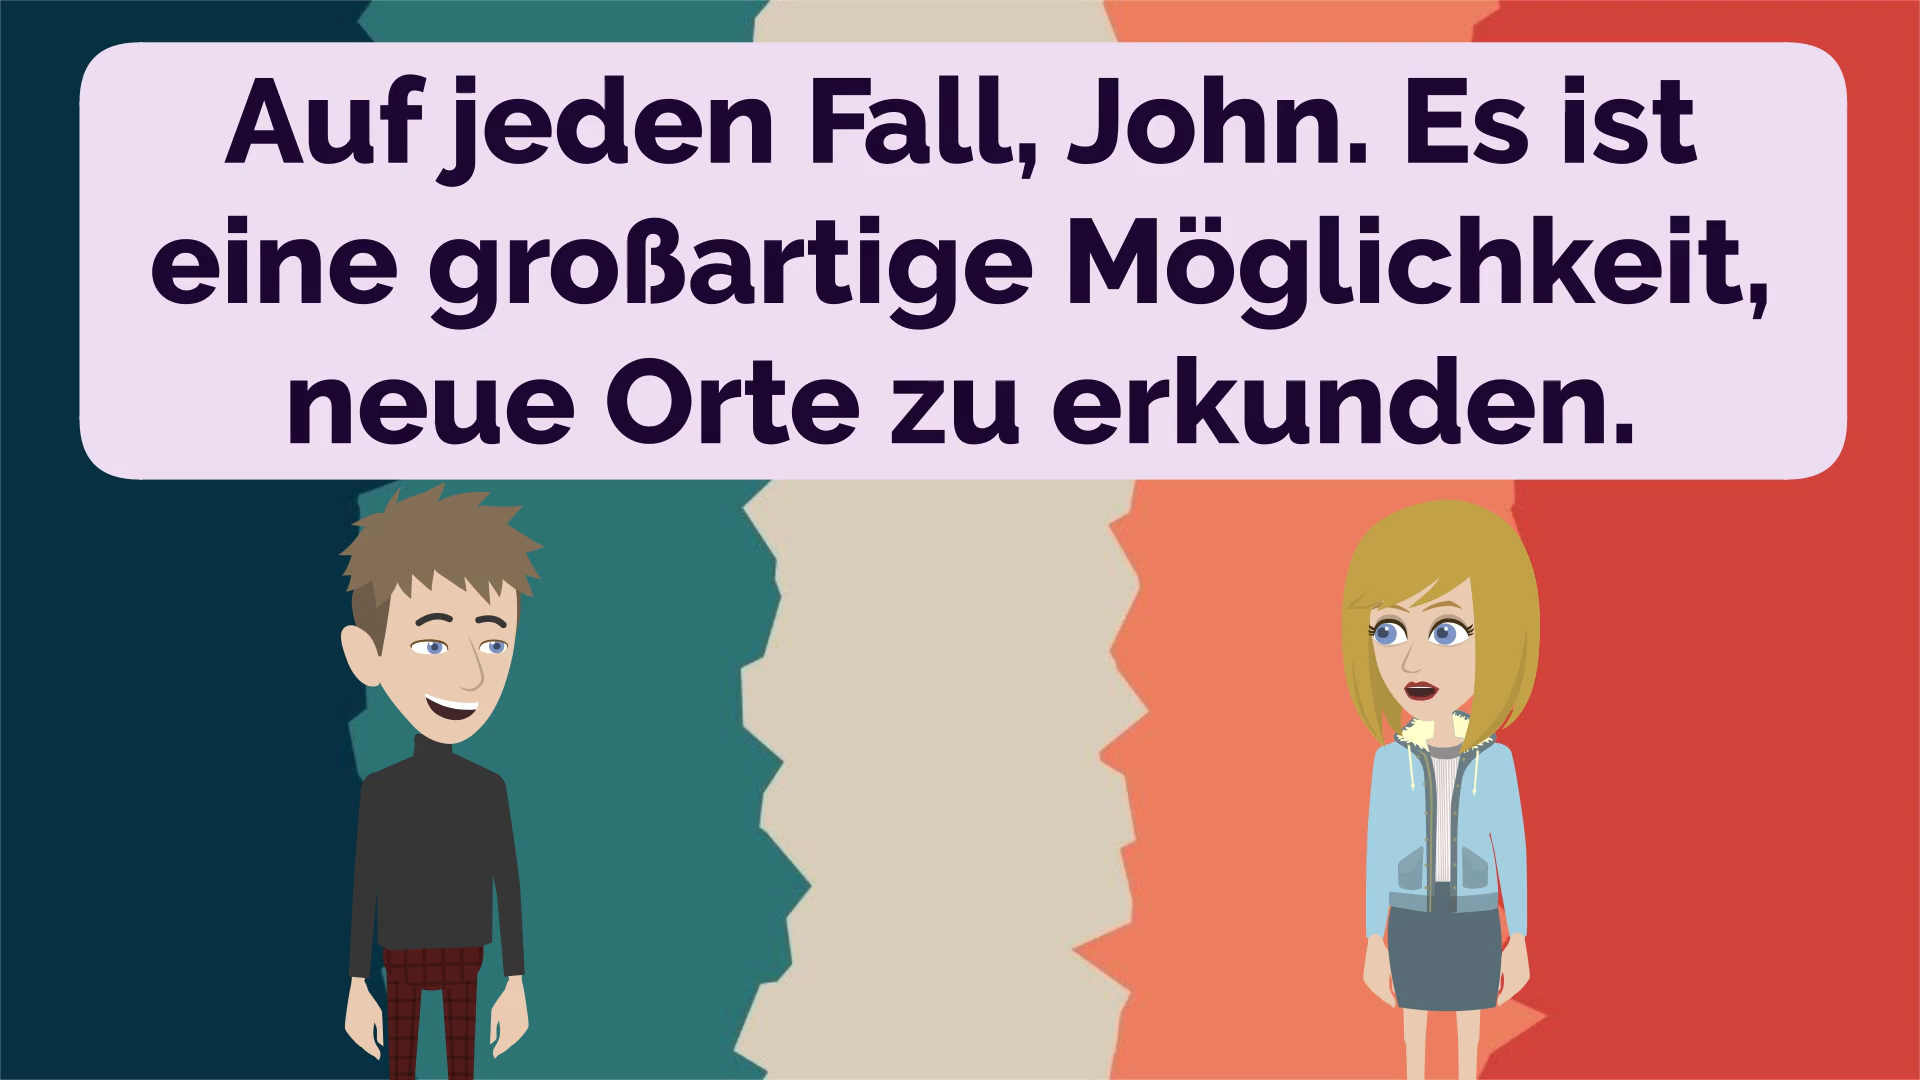 Auf jeden Fall, John. Es ist
eine großartige Möglichkeit,
neue Orte zu erkunden.